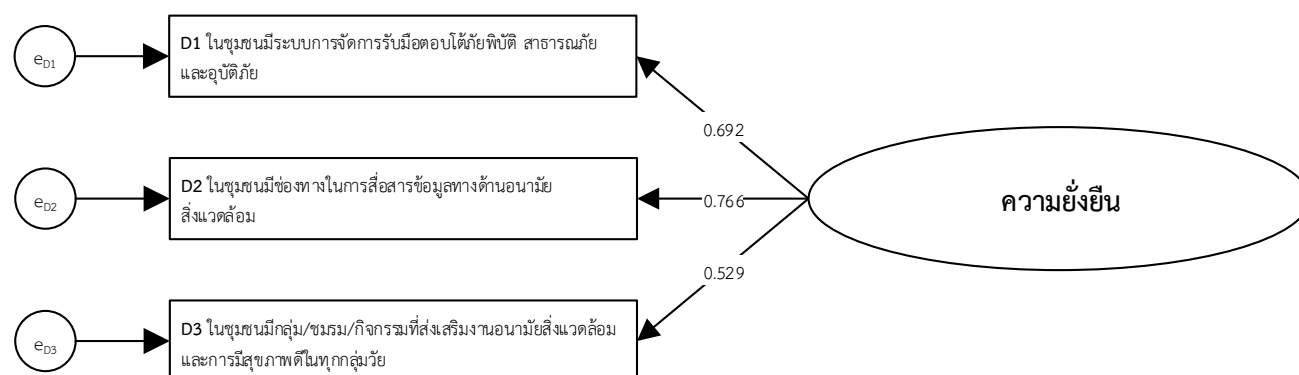 e_D1
D1 ในชุมชนมีระบบการจัดการรับมือตอบโต้ภัยพิบัติ สาธารณภัย
และอุบัติภัย
0.692
e_D2
D2 ในชุมชนมีช่องทางในการสื่อสารข้อมูลทางด้านอนามัย
สิ่งแวดล้อม
0.766
ความยั่งยืน
0.529
e_D3
D3 ในชุมชนมีกลุ่ม/ชมรม/กิจกรรมที่ส่งเสริมงานอนามัยสิ่งแวดล้อม
และการมีสุขภาพดีในทุกกลุ่มวัย